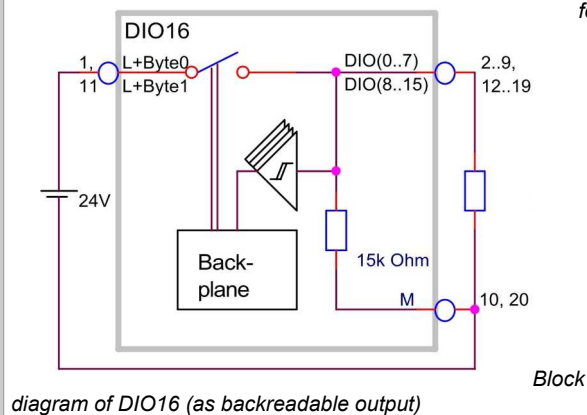 fo
DIO16
1, L+Byte0 DIO(0..7) 2..9,
11 L+Byte1 DIO(8..15) 12..19
24V
Back-
plane
15k Ohm
M 10, 20
Block
diagram of DIO16 (as backreadable output)